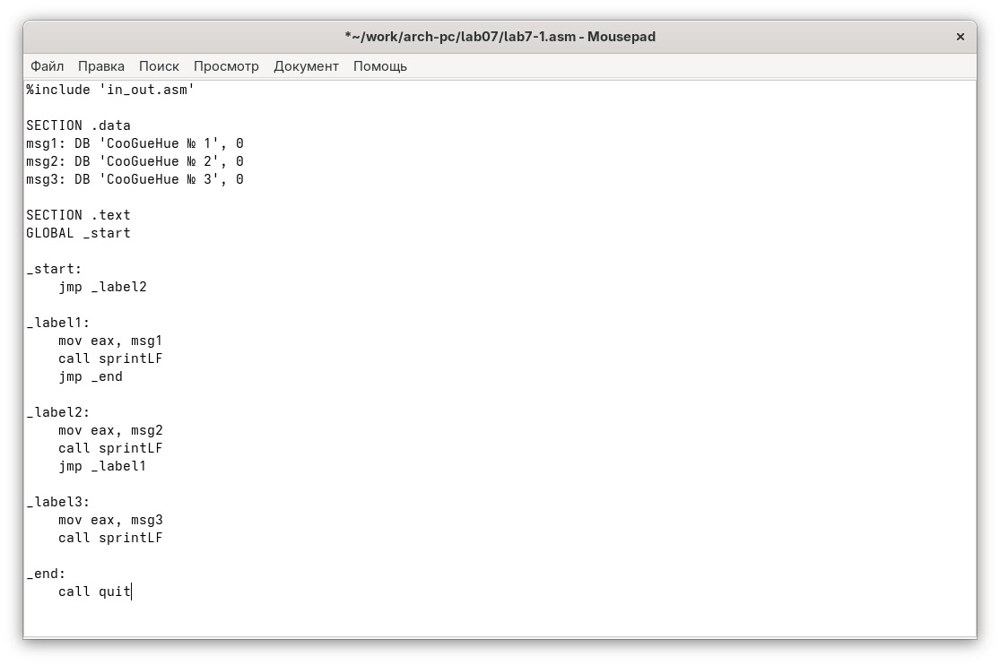 *~/work/arch-pc/lab07/lab7-1.asm - Mousepad
Файл Правка Поиск Просмотр Документ Помощь
%include 'in_out.asm'
SECTION .data
msg1: DB 'CooGueHue № 1', 0
msg2: DB 'CooGueHue № 2', 0
msg3: DB 'CooGueHue № 3', 0
SECTION .text
GLOBAL _start
_start:
    jmp _label2
_label1:
    mov eax, msg1
    call sprintLF
    jmp _end
_label2:
    mov eax, msg2
    call sprintLF
    jmp _label1
_label3:
    mov eax, msg3
    call sprintLF
_end:
    call quit